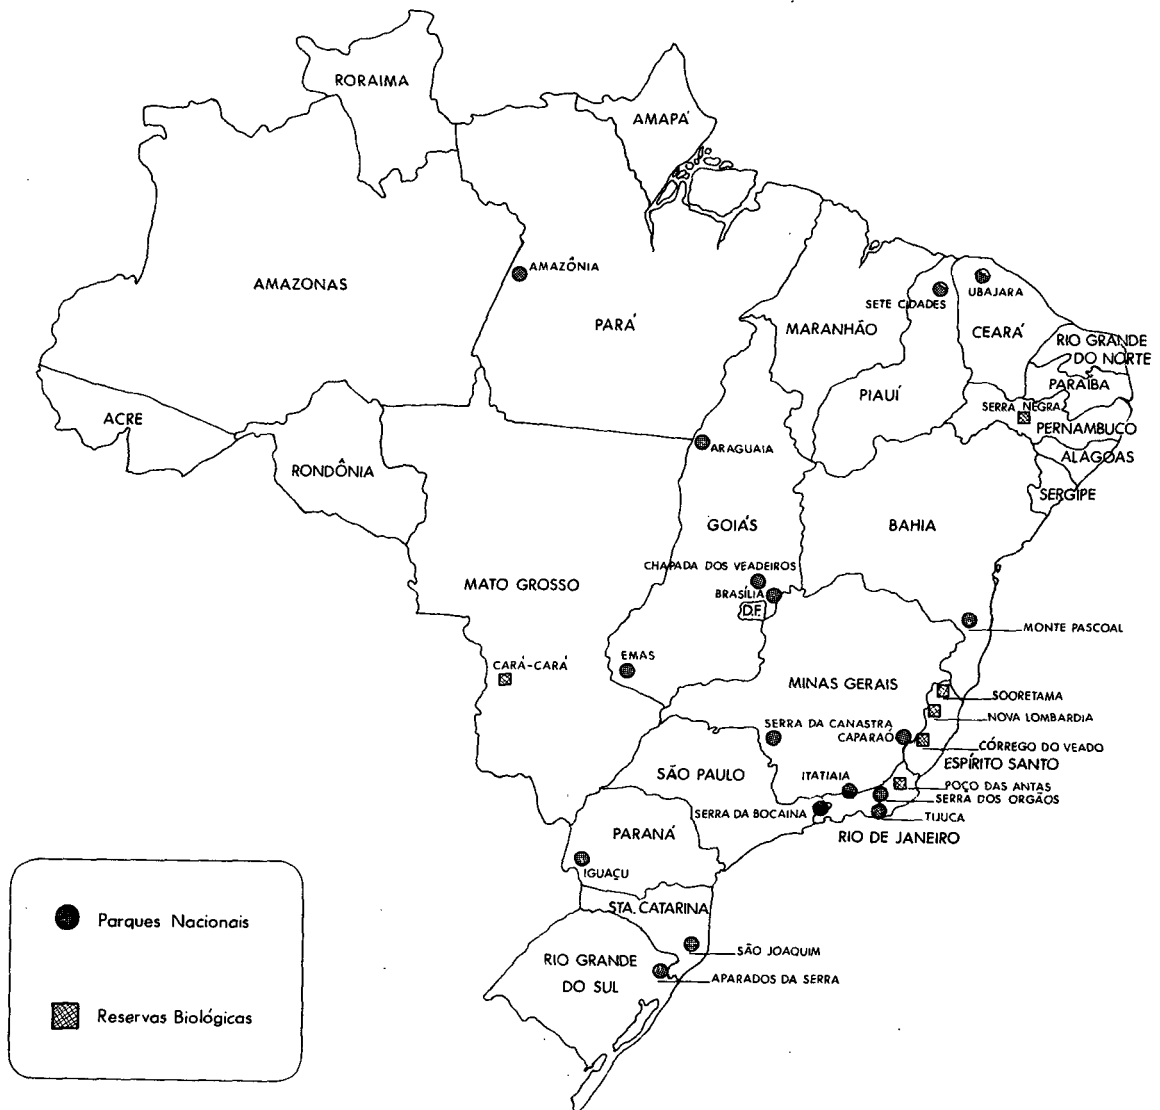 RORAIMA
AMAPÁ
AMAZONAS
AMAZÔNIA
PARÁ
MARANHÃO
SETE CIDADES
UBAJARA
CEARÁ
RIO GRANDE
DO NORTE
PARAÍBA
PIAUÍ
SERRA NEGRA
PERNAMBUCO
ALAGOAS
SERGIPE
ACRE
RONDÔNIA
ARAGUAIA
GOIÁS
BAHIA
MATO GROSSO
CHAPADA DOS VEADEIROS
BRASÍLIA
D.F.
MONTE PASCOAL
CARÁ-CARÁ
EMAS
MINAS GERAIS
SOORETAMA
NOVA LOMBARDIA
SERRA DA CANASTRA
CAPARAÓ
CÓRREGO DO VEADO
ESPÍRITO SANTO
SÃO PAULO
ITATIAIA
POÇO DAS ANTAS
SERRA DOS ORGÃOS
SERRA DA BOCAINA
TIJUCA
RIO DE JANEIRO
PARANÁ
IGUAÇU
STA. CATARINA
SÃO JOAQUIM
RIO GRANDE
DO SUL
APARADOS DA SERRA
Parques Nacionais
Reservas Biológicas